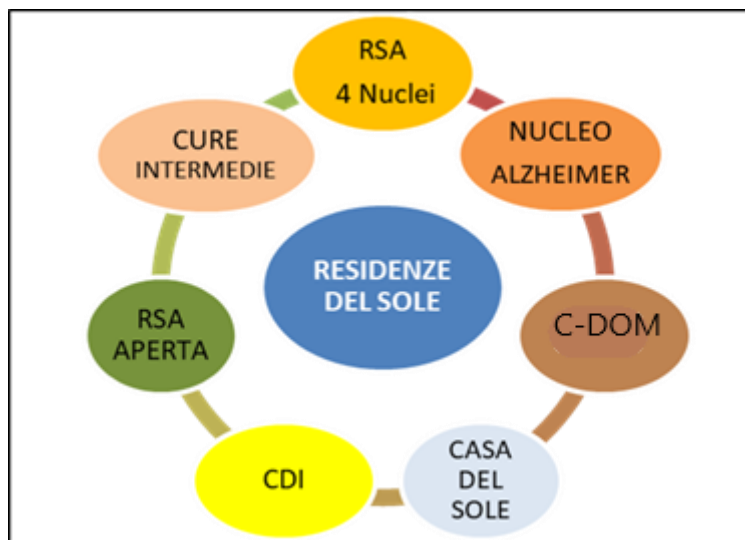 RSA
4 Nuclei
NUCLEO
ALZHEIMER
C-DOM
CASA
DEL
SOLE
CDI
RSA
APERTA
CURE
INTERMEDIE
RESIDENZE
DEL SOLE